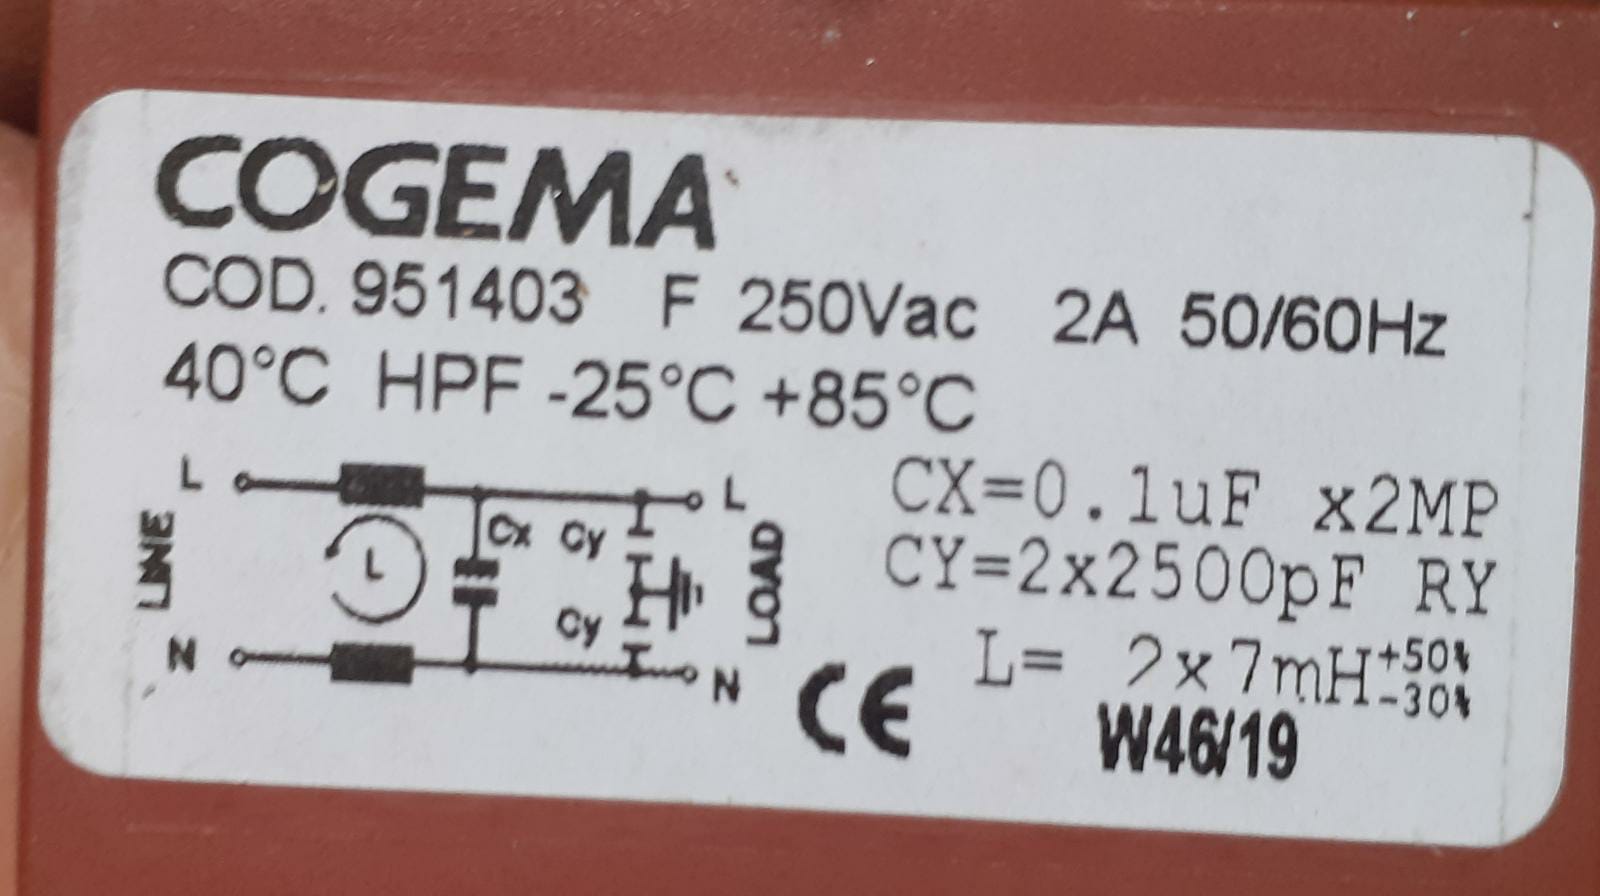 COGEMA
COD. 951403 F 250Vac 2A 50/60Hz
40°C HPF -25°C +85°C
L L
CX=0.1uF x2MP
LINE L Cx Cy LOAD
CY=2x2500pF RY
Cy
N N
CE
L= 2x7mH +50% -30%
W46/19